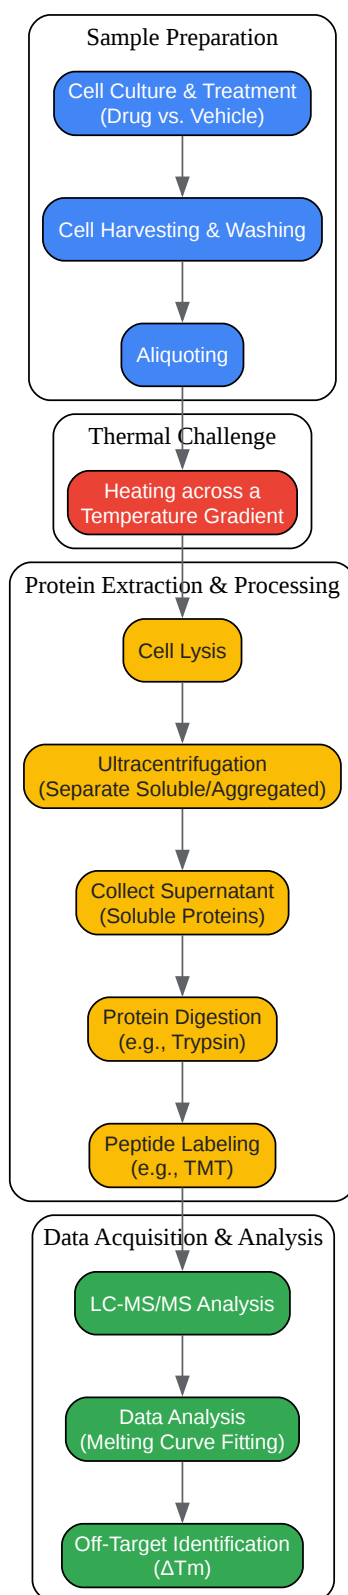 Sample Preparation
Cell Culture & Treatment
(Drug vs. Vehicle)
Cell Harvesting & Washing
Aliquoting
Thermal Challenge
Heating across a
Temperature Gradient
Protein Extraction & Processing
Cell Lysis
Ultracentrifugation
(Separate Soluble/Aggregated)
Collect Supernatant
(Soluble Proteins)
Protein Digestion
(e.g., Trypsin)
Peptide Labeling
(e.g., TMT)
Data Acquisition & Analysis
LC-MS/MS Analysis
Data Analysis
(Melting Curve Fitting)
Off-Target Identification
(ΔTm)